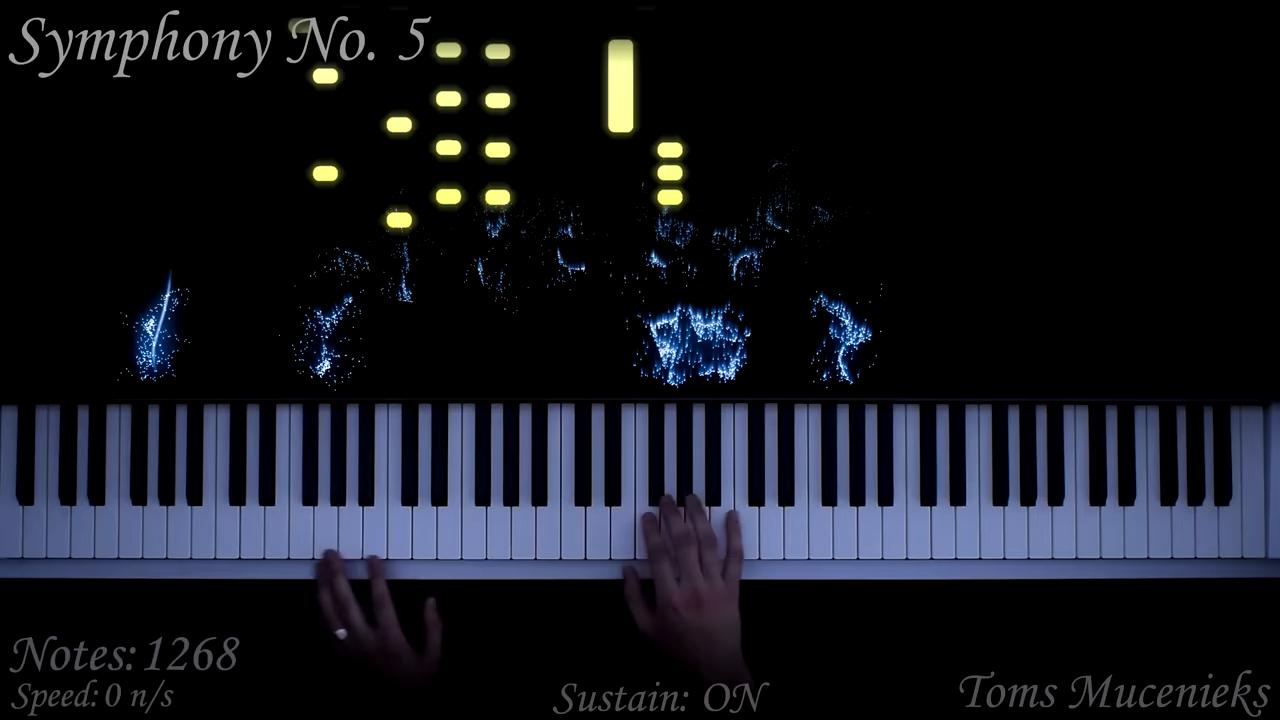 Symphony No. 5
Notes: 1268
Speed: 0 n/s
Sustain: ON
Toms Mucenieks